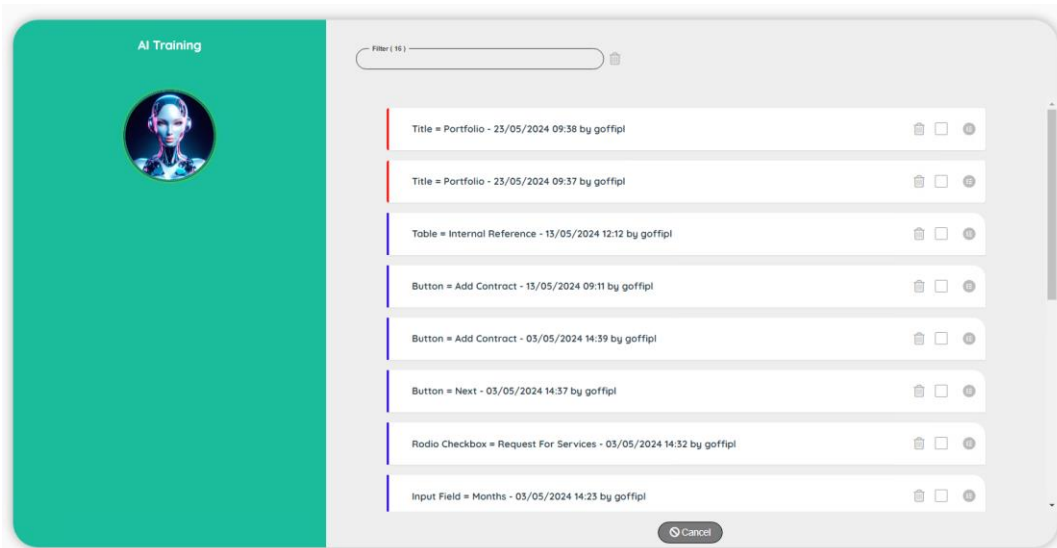 AI Training
Filter ( 16 )
Title = Portfolio - 23/05/2024 09:38 by goffipl
Title = Portfolio - 23/05/2024 09:37 by goffipl
Table = Internal Reference - 13/05/2024 12:12 by goffipl
Button = Add Contract - 13/05/2024 09:11 by goffipl
Button = Add Contract - 03/05/2024 14:39 by goffipl
Button = Next - 03/05/2024 14:37 by goffipl
Rodio Checkbox = Request For Services - 03/05/2024 14:32 by goffipl
Input Field = Months - 03/05/2024 14:23 by goffipl
Cancel